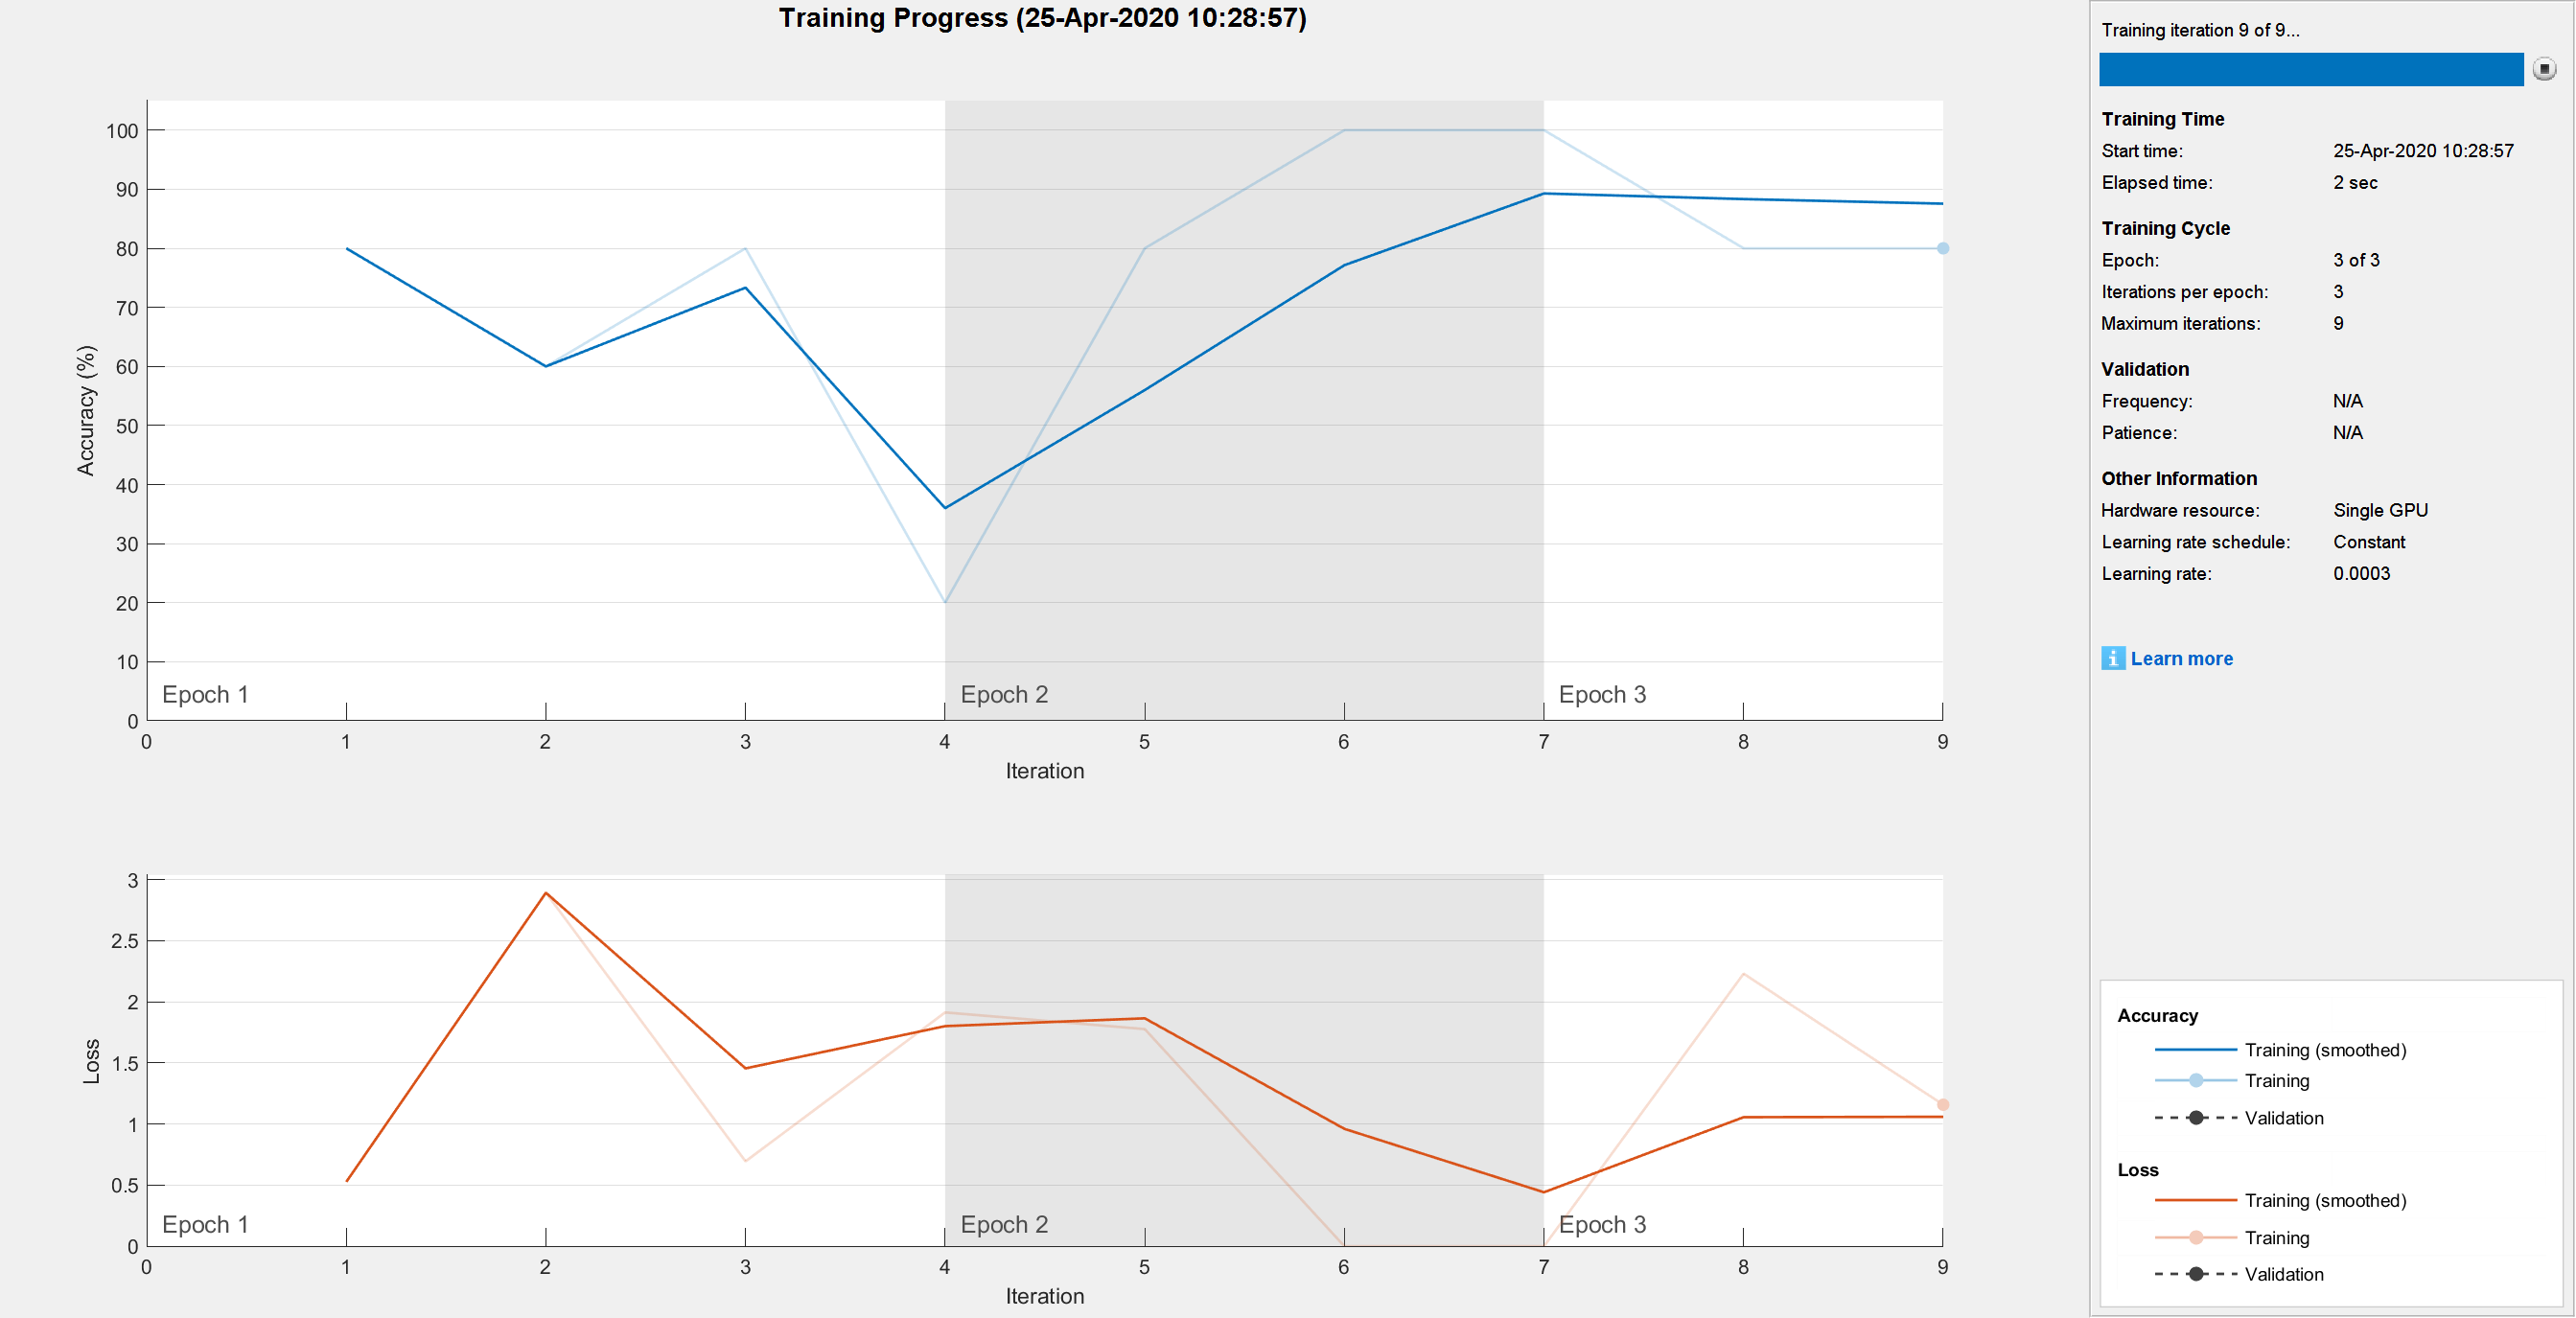 Training Progress (25-Apr-2020 10:28:57)
100
90
80
70
60
50
40
30
20
10
0
Accuracy (%)
Epoch 1
Epoch 2
Epoch 3
0 1 2 3 4 5 6 7 8 9
Iteration
3
2.5
2
1.5
1
0.5
0
Loss
Epoch 1
Epoch 2
Epoch 3
0 1 2 3 4 5 6 7 8 9
Iteration
Training iteration 9 of 9...
Training Time
Start time: 25-Apr-2020 10:28:57
Elapsed time: 2 sec
Training Cycle
Epoch: 3 of 3
Iterations per epoch: 3
Maximum iterations: 9
Validation
Frequency: N/A
Patience: N/A
Other Information
Hardware resource: Single GPU
Learning rate schedule: Constant
Learning rate: 0.0003
i Learn more
Accuracy
Training (smoothed)
Training
Validation
Loss
Training (smoothed)
Training
Validation